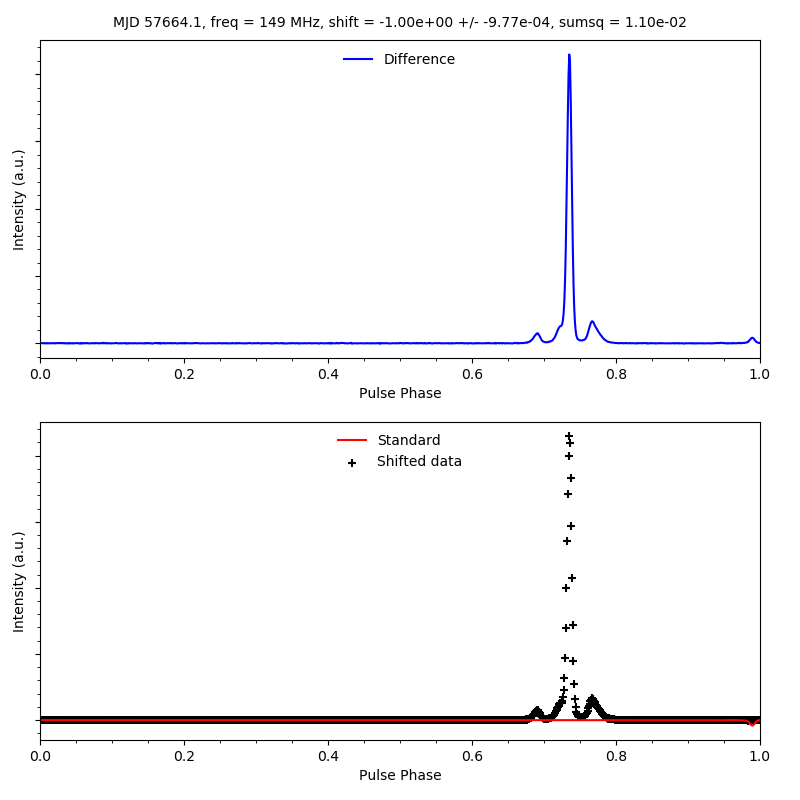 MJD 57664.1, freq = 149 MHz, shift = -1.00e+00 +/- -9.77e-04, sumsq = 1.10e-02
Difference
Intensity (a.u.)
0.0 0.2 0.4 0.6 0.8 1.0
Pulse Phase
Standard
Shifted data
Intensity (a.u.)
0.0 0.2 0.4 0.6 0.8 1.0
Pulse Phase